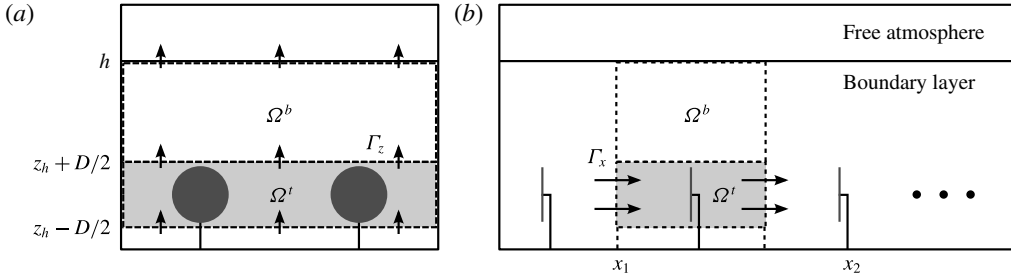 (a)
h
Ω^b
z_h + D/2
Γ_z
Ω^t
z_h − D/2
(b)
Free atmosphere
Boundary layer
Ω^b
Γ_x
Ω^t
x_1
x_2